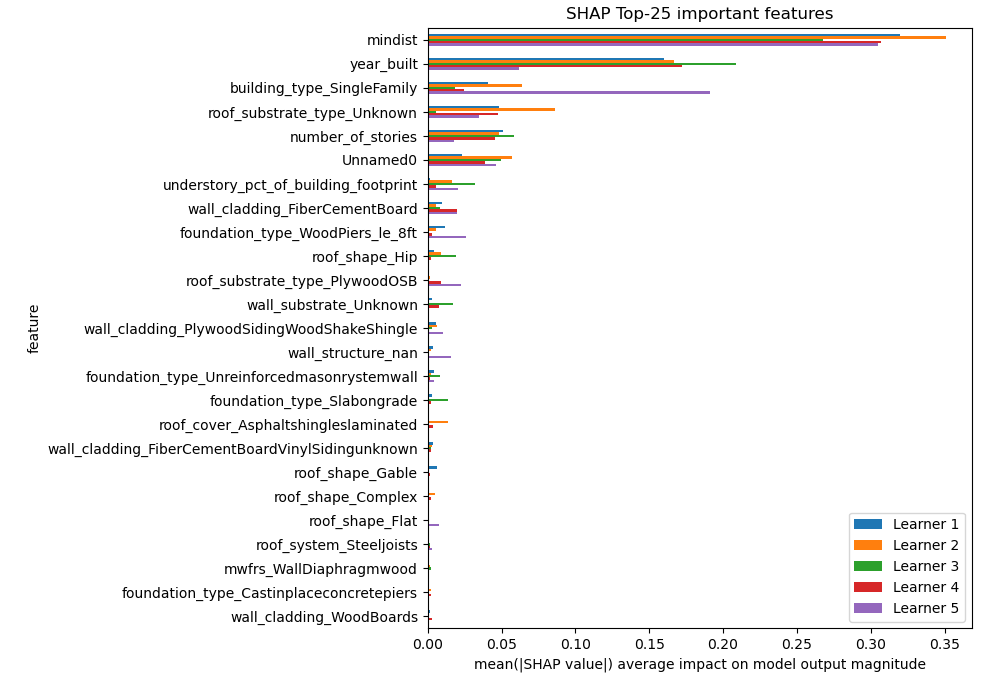 SHAP Top-25 important features
mindist
year_built
building_type_SingleFamily
roof_substrate_type_Unknown
number_of_stories
Unnamed0
understory_pct_of_building_footprint
wall_cladding_FiberCementBoard
foundation_type_WoodPiers_le_8ft
roof_shape_Hip
roof_substrate_type_PlywoodOSB
wall_substrate_Unknown
wall_cladding_PlywoodSidingWoodShakeShingle
wall_structure_nan
foundation_type_Unreinforcedmasonrystemwall
foundation_type_Slabongrade
roof_cover_Asphaltshingleslaminated
wall_cladding_FiberCementBoardVinylSidingunknown
roof_shape_Gable
roof_shape_Complex
roof_shape_Flat
roof_system_Steeljoists
mwfrs_WallDiaphragmwood
foundation_type_Castinplaceconcretepiers
wall_cladding_WoodBoards
feature
Learner 1
Learner 2
Learner 3
Learner 4
Learner 5
0.00 0.05 0.10 0.15 0.20 0.25 0.30 0.35
mean(|SHAP value|) average impact on model output magnitude